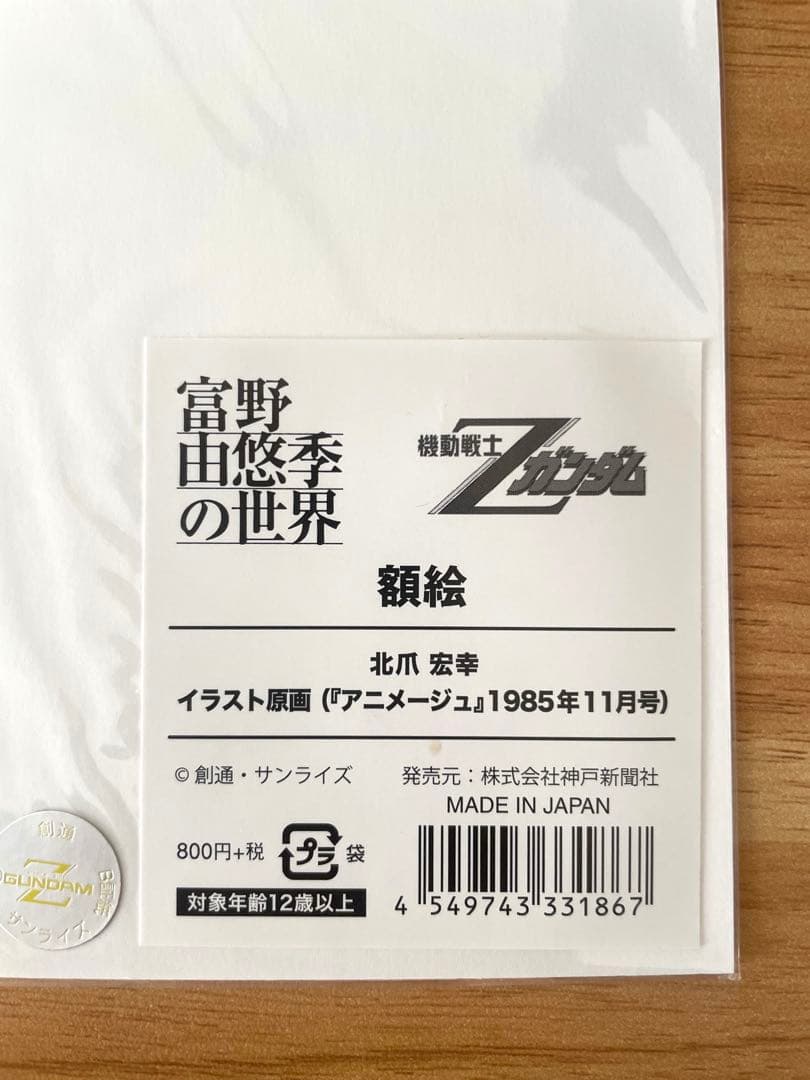 富野
由悠季
の世界
機動戦士
Zガンダム
額絵
北爪 宏幸
イラスト原画（『アニメージュ』1985年11月号）
© 創通・サンライズ
発売元：株式会社神戸新聞社
MADE IN JAPAN
800円+税
プラ
袋
対象年齢12歳以上
4 549743 331867
創通
Z
GUNDAM
サンライズ